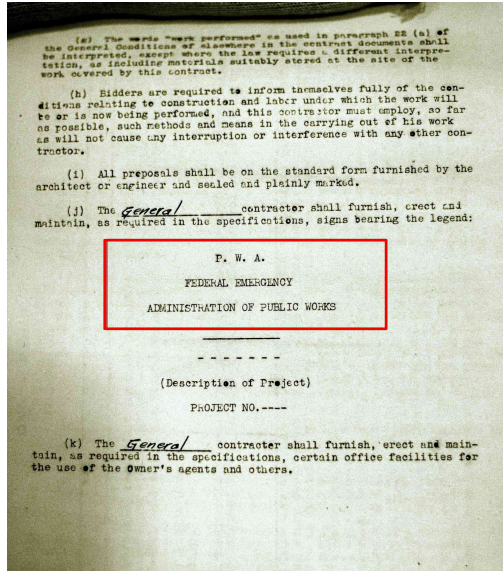 (g) The words "work performed" as used in paragraph 22 (a) of
the General Conditions of elsewhere in the contract documents shall
be interpreted, except where the law requires a different interpre-
tation, as including materials suitably stored at the site of the
work covered by this contract.
(h) Bidders are required to inform themselves fully of the con-
ditions relating to construction and labor under which the work will
be or is now being performed, and this contractor must employ, so far
as possible, such methods and means in the carrying out of his work
as will not cause any interruption or interference with any other con-
tractor.
(i) All proposals shall be on the standard form furnished by the
architect or engineer and sealed and plainly marked.
(j) The General contractor shall furnish, erect and
maintain, as required in the specifications, signs bearing the legend:
P. W. A.
FEDERAL EMERGENCY
ADMINISTRATION OF PUBLIC WORKS
- - - - - - -
(Description of Project)
PROJECT NO.----
(k) The General contractor shall furnish, erect and main-
tain, as required in the specifications, certain office facilities for
the use of the Owner's agents and others.